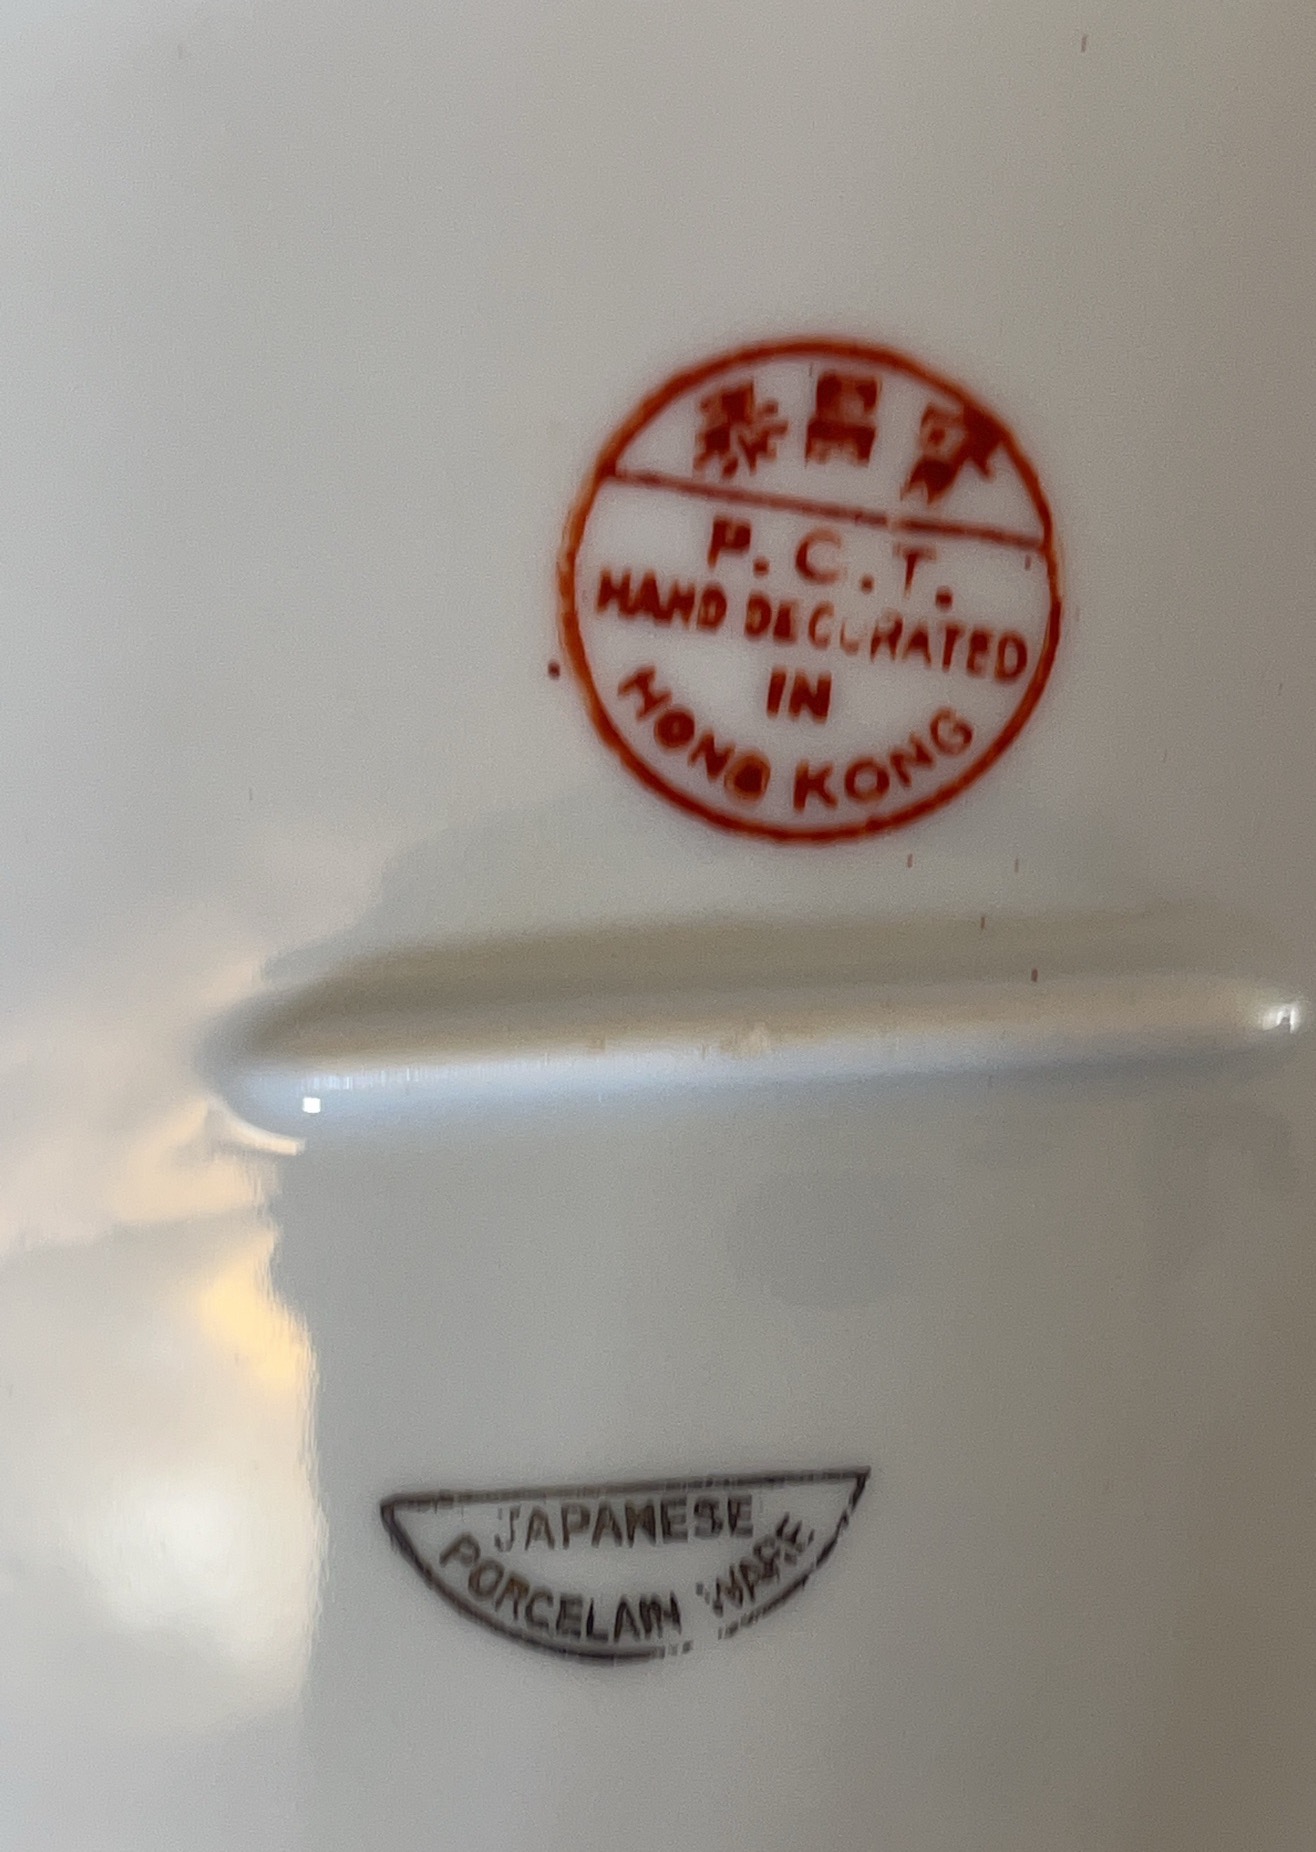 P.C.T.
HAND DECORATED
IN
HONG KONG
JAPANESE
PORCELAIN WARE